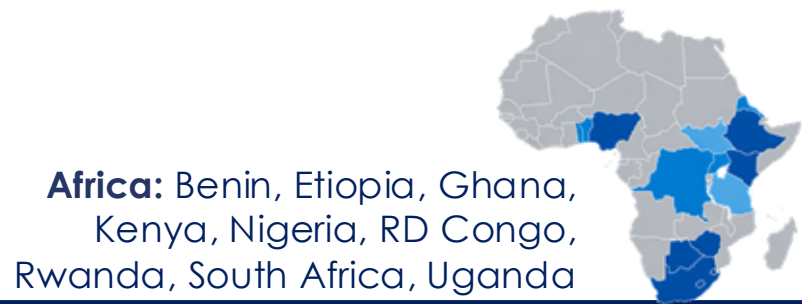 Africa: Benin, Etiopia, Ghana,
Kenya, Nigeria, RD Congo,
Rwanda, South Africa, Uganda